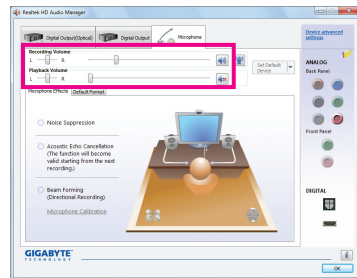 Realtek HD Audio Manager
Digital Output(Optical)
Digital Output
Microphone
Device advanced
settings
Recording Volume
L
R
Set Default
Device
Playback Volume
L
R
Microphone Effects
Default Format
Noise Suppression
Acoustic Echo Cancellation
(The function will become
valid starting from the next
recording.)
Beam Forming
(Directional Recording)
Microphone Calibration
ANALOG
Back Panel
Front Panel
DIGITAL
GIGABYTE
TECHNOLOGY
OK